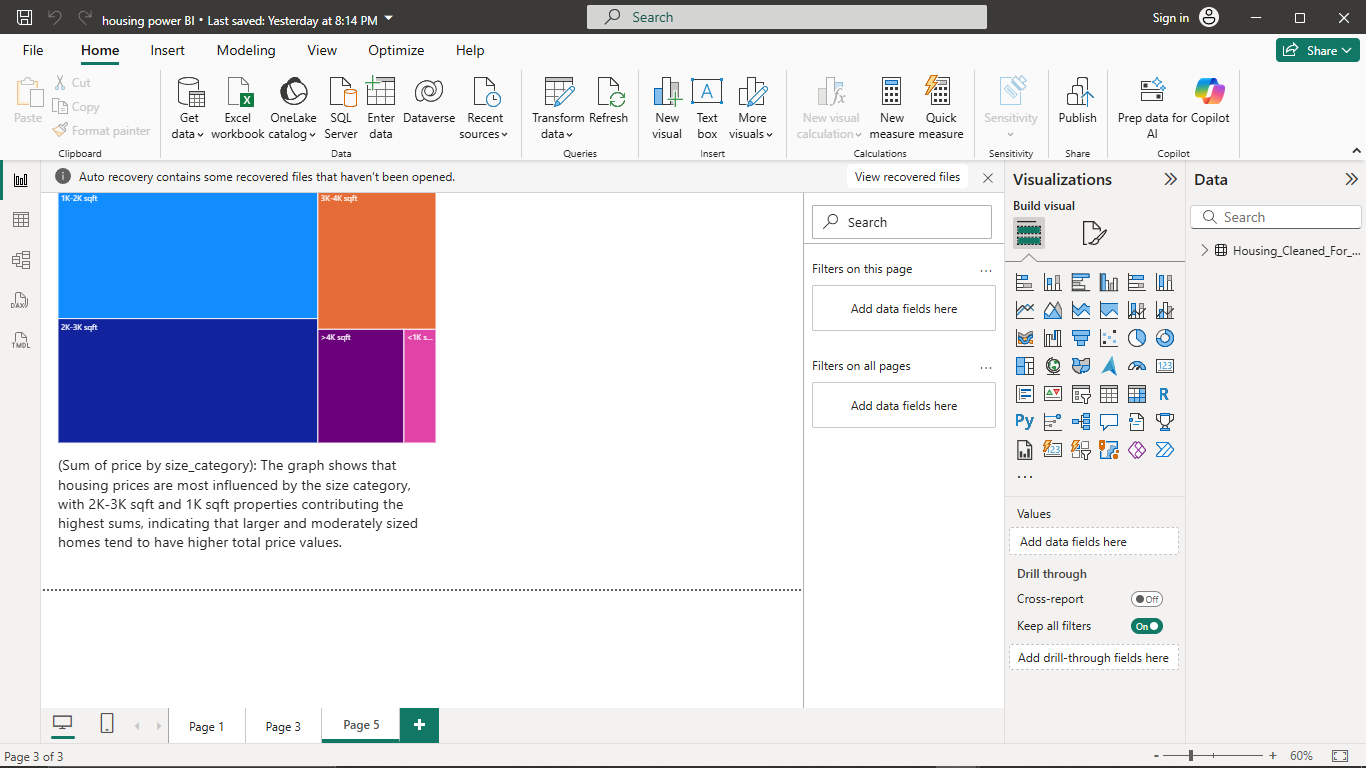 housing power BI • Last saved: Yesterday at 8:14 PM
Search
Sign in
File
Home
Insert
Modeling
View
Optimize
Help
Share
Paste
Cut
Copy
Format painter
Clipboard
Get data
Excel workbook
OneLake catalog
SQL Server
Enter data
Dataverse
Recent sources
Data
Transform data
Refresh
Queries
New visual
Text box
More visuals
Insert
New visual calculation
New measure
Quick measure
Calculations
Sensitivity
Sensitivity
Publish
Share
Prep data for AI
Copilot
Copilot
Auto recovery contains some recovered files that haven't been opened.
View recovered files
DAX
TMDL
1K-2K sqft
3K-4K sqft
2K-3K sqft
>4K sqft
<1K s...
(Sum of price by size_category): The graph shows that
housing prices are most influenced by the size category,
with 2K-3K sqft and 1K sqft properties contributing the
highest sums, indicating that larger and moderately sized
homes tend to have higher total price values.
Search
Filters on this page
...
Add data fields here
Filters on all pages
...
Add data fields here
Visualizations
Build visual
123
R
Py
123
...
Values
Add data fields here
Drill through
Cross-report
Off
Keep all filters
On
Add drill-through fields here
Data
Search
Housing_Cleaned_For_...
Page 1
Page 3
Page 5
+
Page 3 of 3
-
+
60%